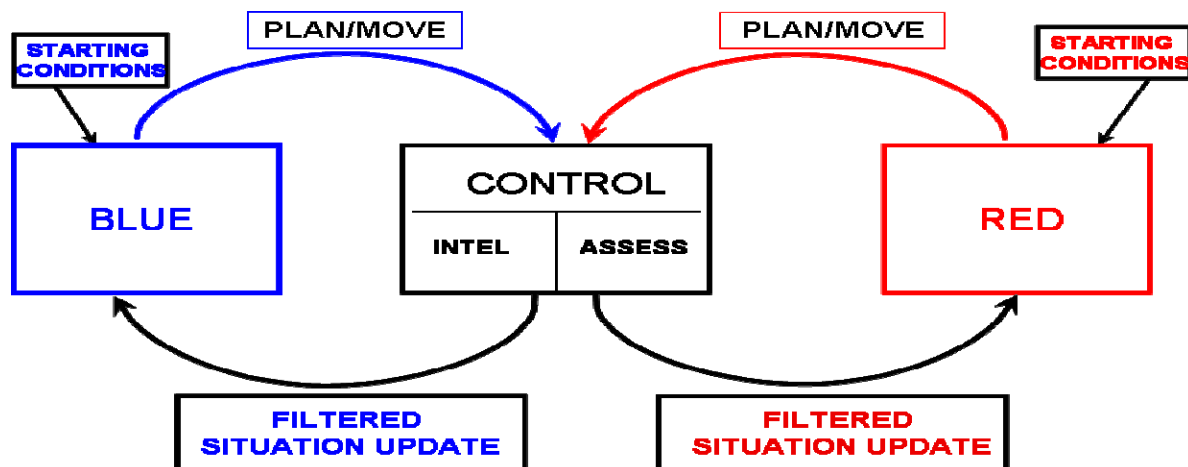 PLAN/MOVE
PLAN/MOVE
STARTING
CONDITIONS
STARTING
CONDITIONS
BLUE
CONTROL
INTEL
ASSESS
RED
FILTERED
SITUATION UPDATE
FILTERED
SITUATION UPDATE